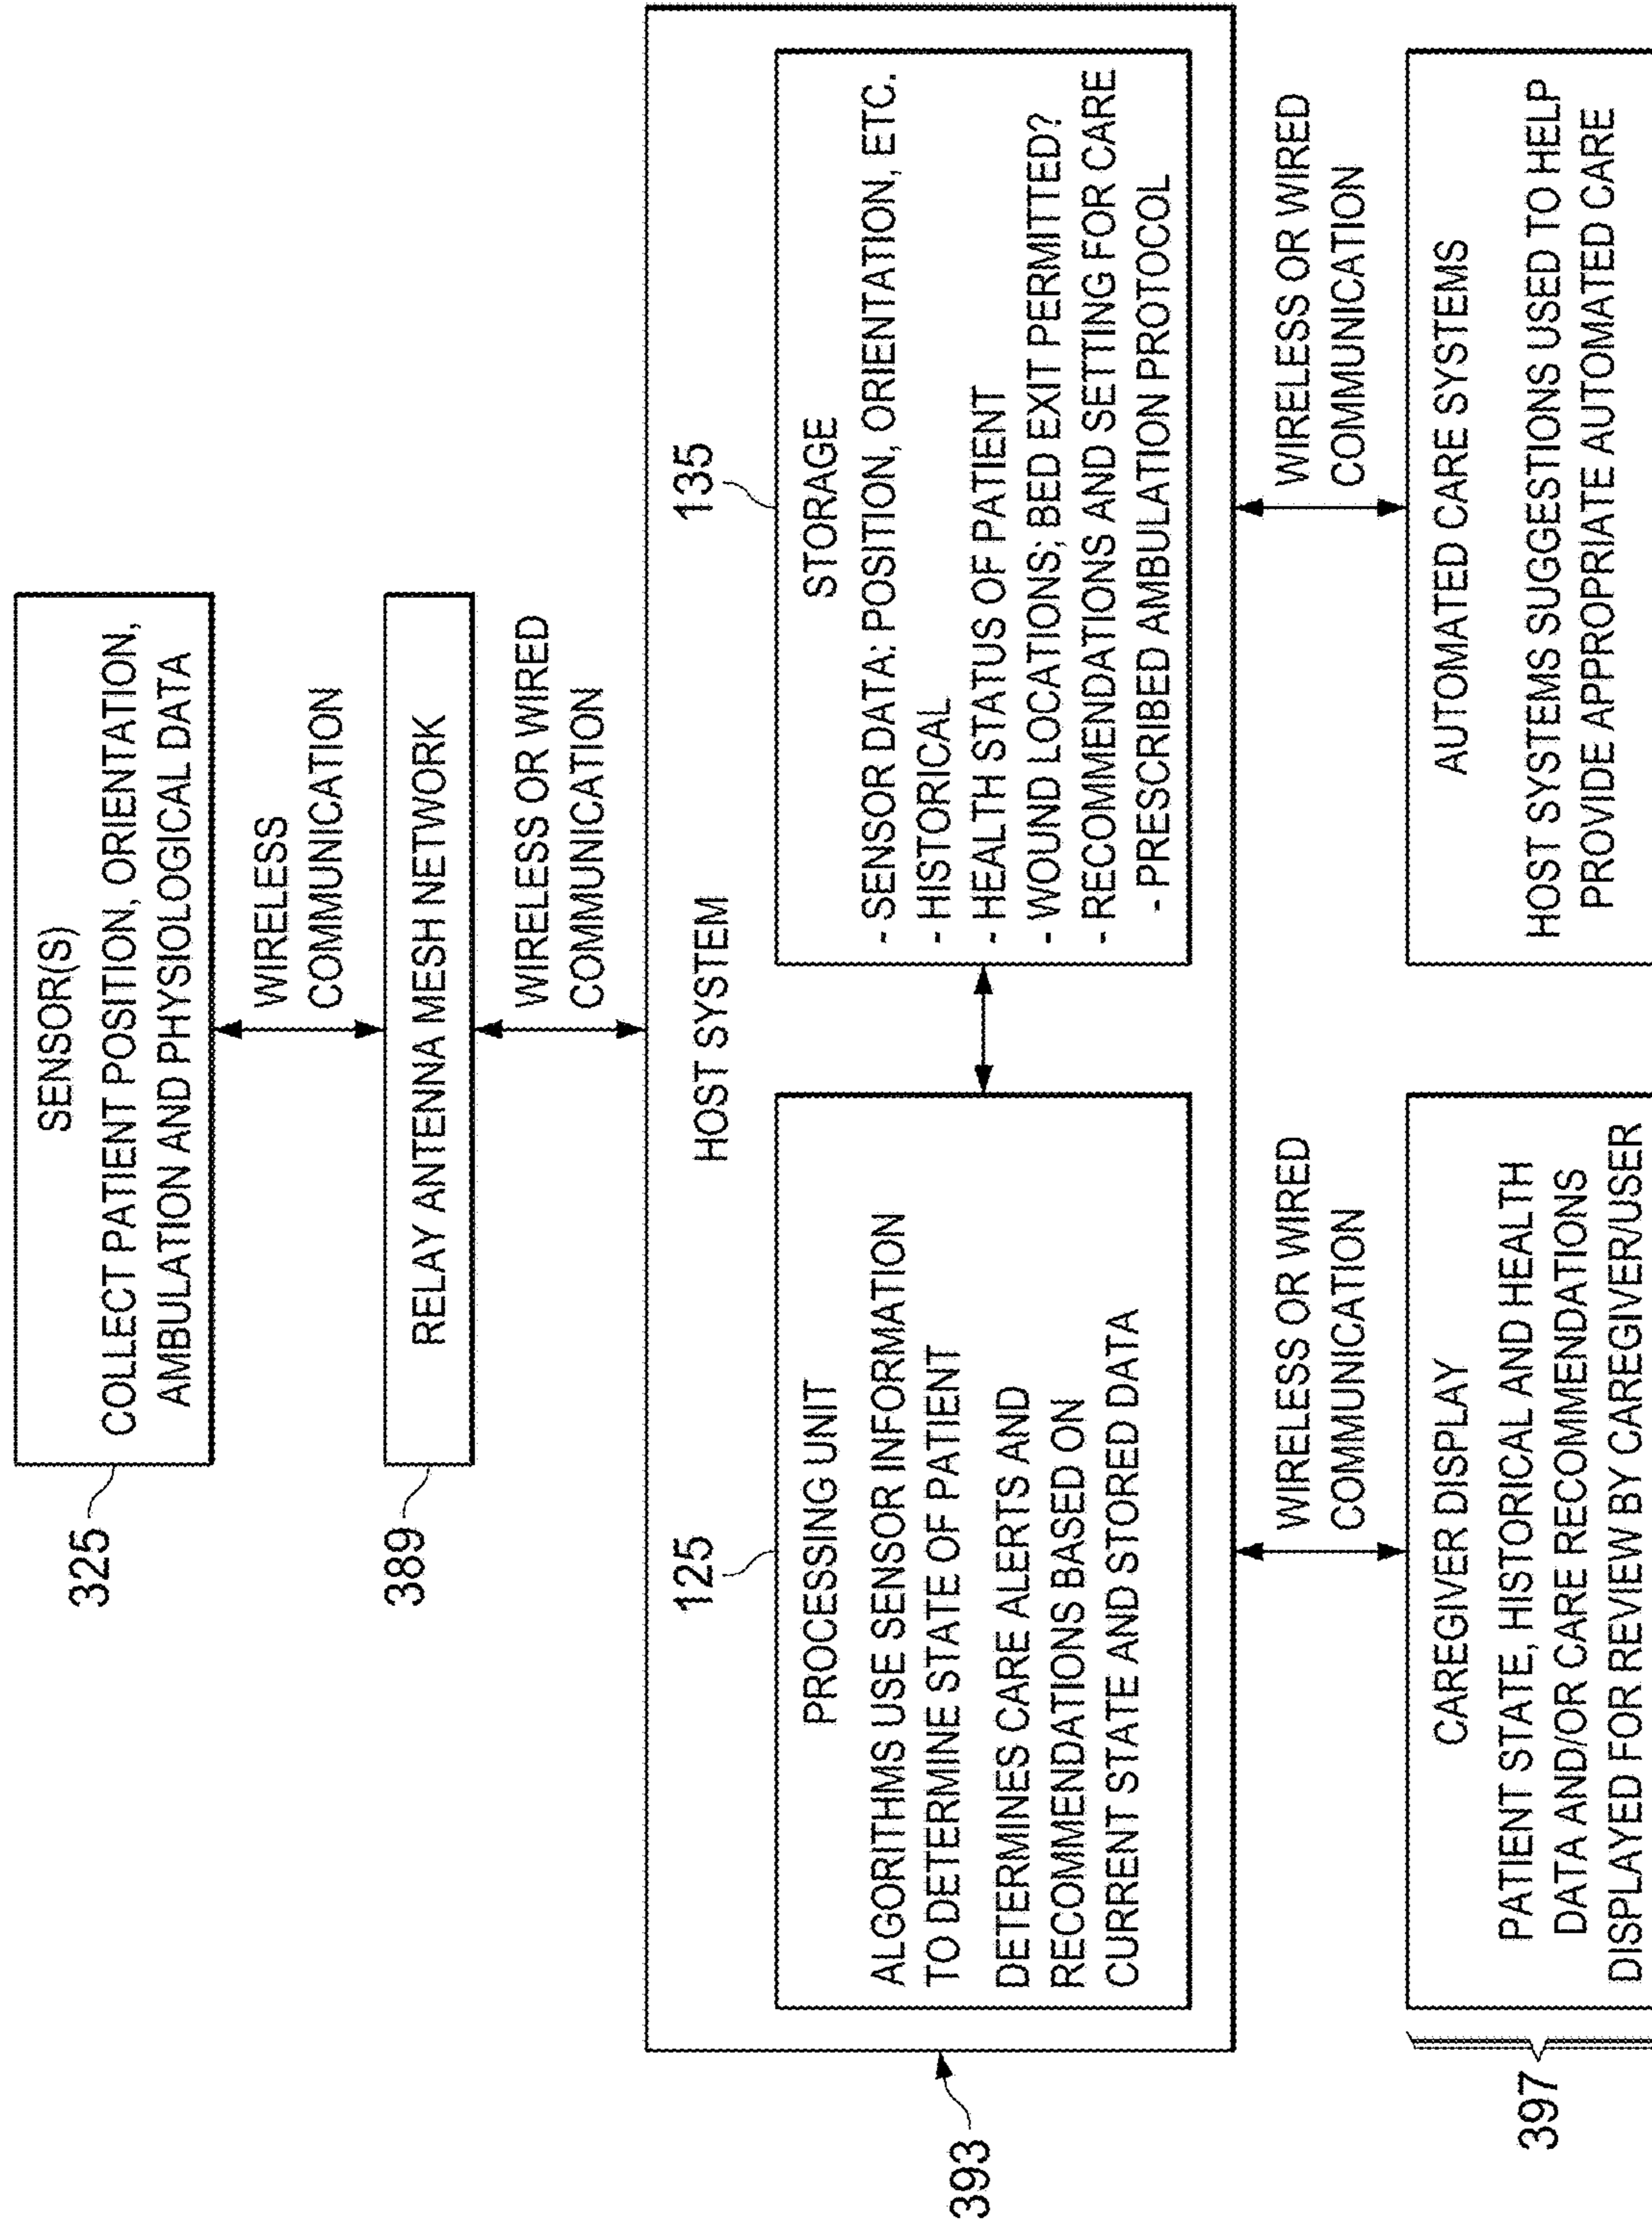 325
SENSOR(S)
COLLECT PATIENT POSITION, ORIENTATION,
AMBULATION AND PHYSIOLOGICAL DATA
WIRELESS
COMMUNICATION
389
RELAY ANTENNA MESH NETWORK
WIRELESS OR WIRED
COMMUNICATION
393
HOST SYSTEM
125
PROCESSING UNIT
ALGORITHMS USE SENSOR INFORMATION
TO DETERMINE STATE OF PATIENT
DETERMINES CARE ALERTS AND
RECOMMENDATIONS BASED ON
CURRENT STATE AND STORED DATA
135
STORAGE
- SENSOR DATA: POSITION, ORIENTATION, ETC.
- HISTORICAL
- HEALTH STATUS OF PATIENT
- WOUND LOCATIONS; BED EXIT PERMITTED?
- RECOMMENDATIONS AND SETTING FOR CARE
- PRESCRIBED AMBULATION PROTOCOL
WIRELESS OR WIRED
COMMUNICATION
WIRELESS OR WIRED
COMMUNICATION
397
CAREGIVER DISPLAY
PATIENT STATE, HISTORICAL AND HEALTH
DATA AND/OR CARE RECOMMENDATIONS
DISPLAYED FOR REVIEW BY CAREGIVER/USER
AUTOMATED CARE SYSTEMS
HOST SYSTEMS SUGGESTIONS USED TO HELP
PROVIDE APPROPRIATE AUTOMATED CARE